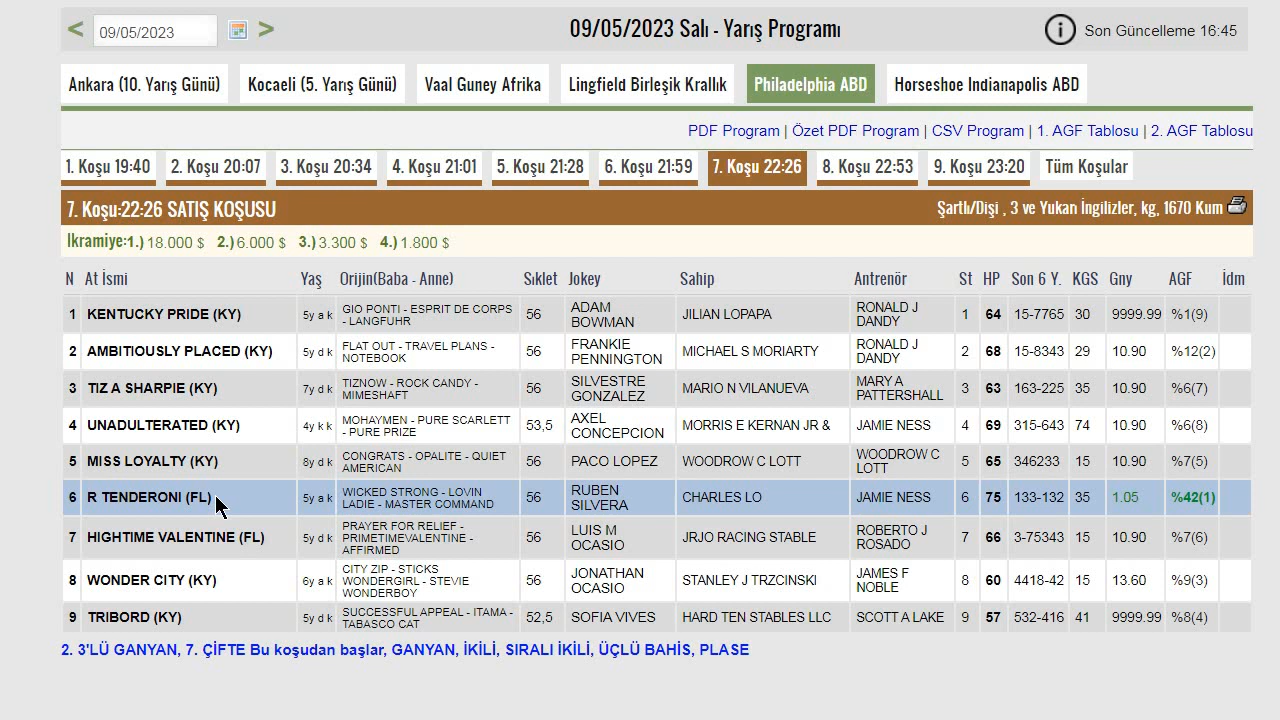 <
09/05/2023
>
09/05/2023 Salı - Yarış Programı
Son Güncelleme 16:45
Ankara (10. Yarış Günü)
Kocaeli (5. Yarış Günü)
Vaal Guney Afrika
Lingfield Birleşik Krallık
Philadelphia ABD
Horseshoe Indianapolis ABD
PDF Program | Özet PDF Program | CSV Program | 1. AGF Tablosu | 2. AGF Tablosu
1. Koşu 19:40
2. Koşu 20:07
3. Koşu 20:34
4. Koşu 21:01
5. Koşu 21:28
6. Koşu 21:59
7. Koşu 22:26
8. Koşu 22:53
9. Koşu 23:20
Tüm Koşular
7. Koşu:22:26 SATIŞ KOŞUSU
Şartlı/Dişi , 3 ve Yukarı İngilizler, kg, 1670 Kum
Ikramiye:1.) 18.000 $ 2.) 6.000 $ 3.) 3.300 $ 4.) 1.800 $
N At İsmi Yaş Orijin(Baba - Anne) Sıklet Jokey Sahip Antrenör St HP Son 6 Y. KGS Gny AGF İdm
1 KENTUCKY PRIDE (KY) 5y a k GIO PONTI - ESPRIT DE CORPS - LANGFUHR 56 ADAM BOWMAN JILIAN LOPAPA RONALD J DANDY 1 64 15-7765 30 9999.99 %1(9)
2 AMBITIOUSLY PLACED (KY) 5y d k FLAT OUT - TRAVEL PLANS - NOTEBOOK 56 FRANKIE PENNINGTON MICHAEL S MORIARTY RONALD J DANDY 2 68 15-8343 29 10.90 %12(2)
3 TIZ A SHARPIE (KY) 7y d k TIZNOW - ROCK CANDY - MIMESHAFT 56 SILVESTRE GONZALEZ MARIO N VILANUEVA MARY A PATTERSHALL 3 63 163-225 35 10.90 %6(7)
4 UNADULTERATED (KY) 4y k k MOHAYMEN - PURE SCARLETT - PURE PRIZE 53,5 AXEL CONCEPCION MORRIS E KERNAN JR & JAMIE NESS 4 69 315-643 74 10.90 %6(8)
5 MISS LOYALTY (KY) 8y d k CONGRATS - OPALITE - QUIET AMERICAN 56 PACO LOPEZ WOODROW C LOTT WOODROW C LOTT 5 65 346233 15 10.90 %7(5)
6 R TENDERONI (FL) 5y a k WICKED STRONG - LOVIN LADIE - MASTER COMMAND 56 RUBEN SILVERA CHARLES LO JAMIE NESS 6 75 133-132 35 1.05 %42(1)
7 HIGHTIME VALENTINE (FL) 5y d k PRAYER FOR RELIEF - PRIMETIMEVALENTINE - AFFIRMED 56 LUIS M OCASIO JRJO RACING STABLE ROBERTO J ROSADO 7 66 3-75343 15 10.90 %7(6)
8 WONDER CITY (KY) 6y a k CITY ZIP - STICKS WONDERGIRL - STEVIE WONDERBOY 56 JONATHAN OCASIO STANLEY J TRZCINSKI JAMES F NOBLE 8 60 4418-42 15 13.60 %9(3)
9 TRIBORD (KY) 5y d k SUCCESSFUL APPEAL - ITAMA - TABASCO CAT 52,5 SOFIA VIVES HARD TEN STABLES LLC SCOTT A LAKE 9 57 532-416 41 9999.99 %8(4)
2. 3'LÜ GANYAN, 7. ÇİFTE Bu koşudan başlar, GANYAN, İKİLİ, SIRALI İKİLİ, ÜÇLÜ BAHİS, PLASE